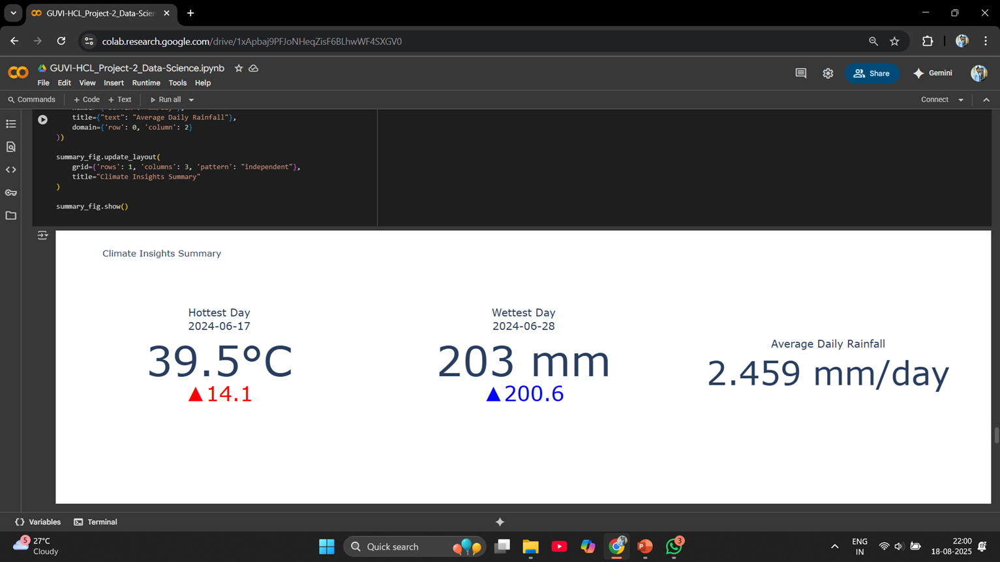 GUVI-HCL_Project-2_Data-Scien
colab.research.google.com/drive/1xApbaj9PFJoNHeqZisF6BLhwWF4SXGV0
GUVI-HCL_Project-2_Data-Science.ipynb
File Edit View Insert Runtime Tools Help
Share
Gemini
Commands + Code + Text Run all
Connect
title={"text": "Average Daily Rainfall"},
domain={'row': 0, 'column': 2}
))
summary_fig.update_layout(
grid={'rows': 1, 'columns': 3, 'pattern': "independent"},
title="Climate Insights Summary"
)
summary_fig.show()
Climate Insights Summary
Hottest Day
2024-06-17
39.5°C
▲14.1
Wettest Day
2024-06-28
203 mm
▲200.6
Average Daily Rainfall
2.459 mm/day
Variables Terminal
5
27°C
Cloudy
Quick search
3
ENG
IN
22:00
18-08-2025